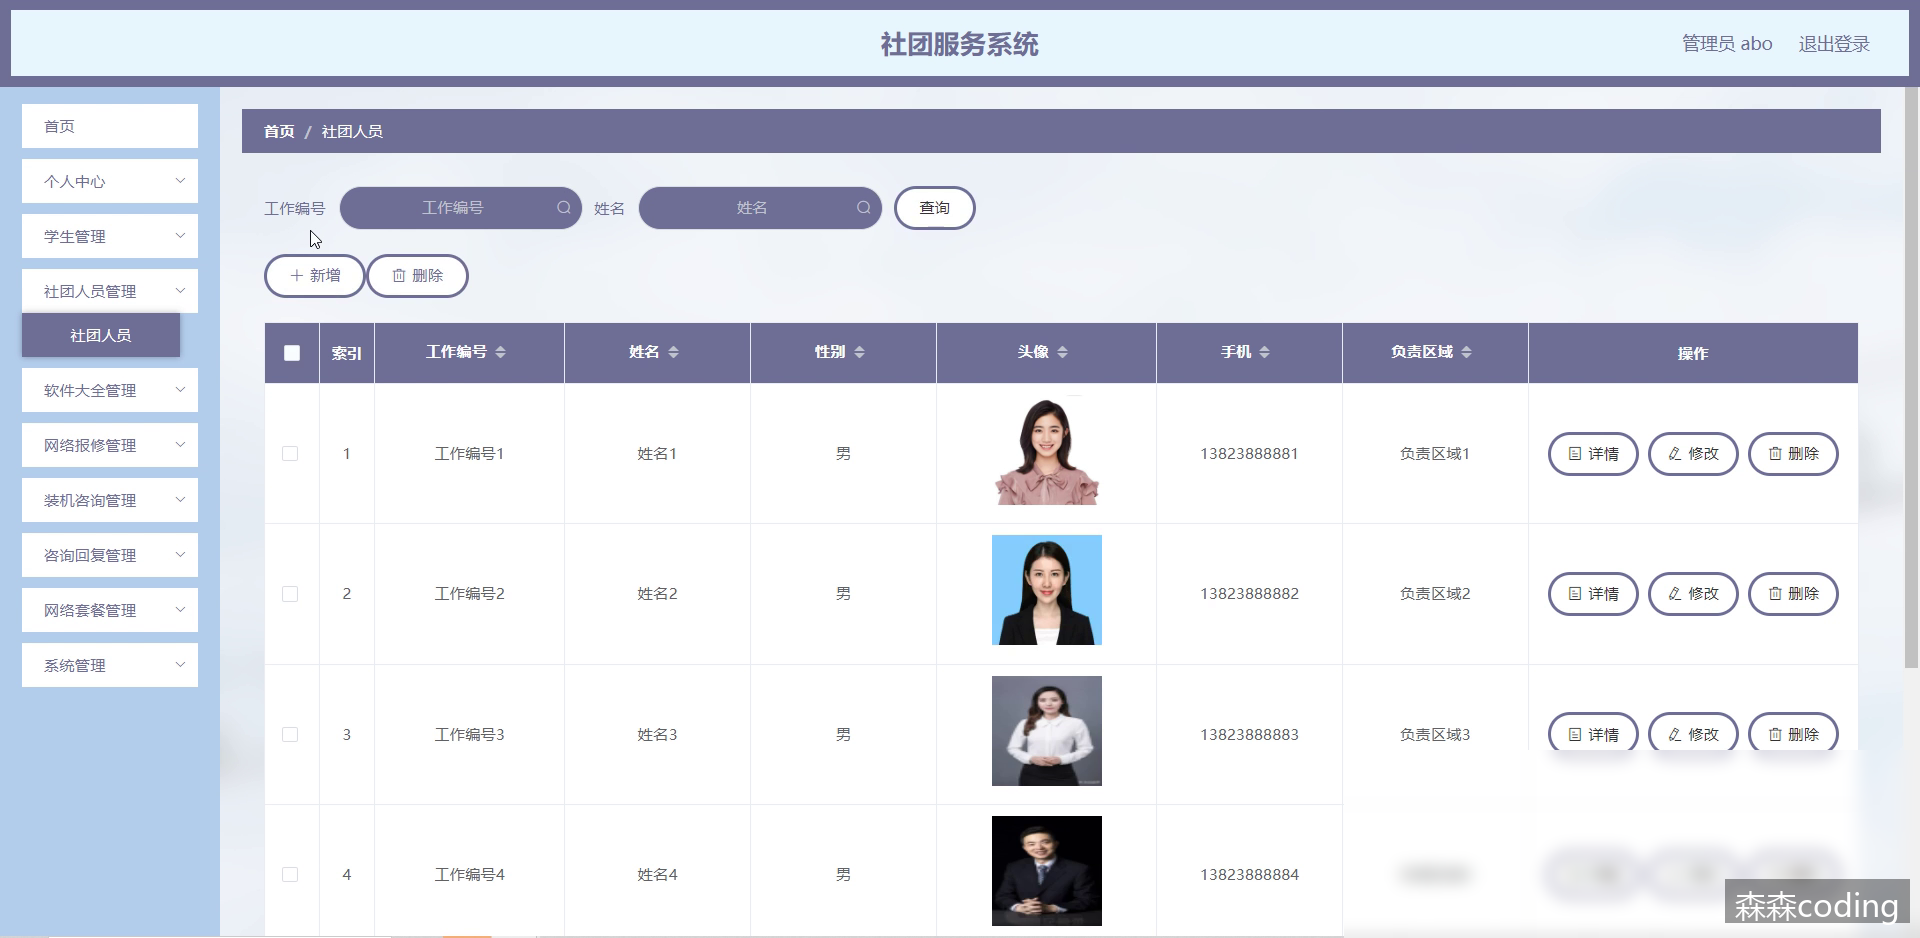 社团服务系统
管理员 abo 退出登录
首页
个人中心
学生管理
社团人员管理
社团人员
软件大全管理
网络报修管理
装机咨询管理
咨询回复管理
网络套餐管理
系统管理
首页 / 社团人员
工作编号 工作编号 姓名 姓名 查询
新增 删除
索引 工作编号 姓名 性别 头像 手机 负责区域 操作
1 工作编号1 姓名1 男 13823888881 负责区域1 详情 修改 删除
2 工作编号2 姓名2 男 13823888882 负责区域2 详情 修改 删除
3 工作编号3 姓名3 男 13823888883 负责区域3 详情 修改 删除
4 工作编号4 姓名4 男 13823888884
森森coding